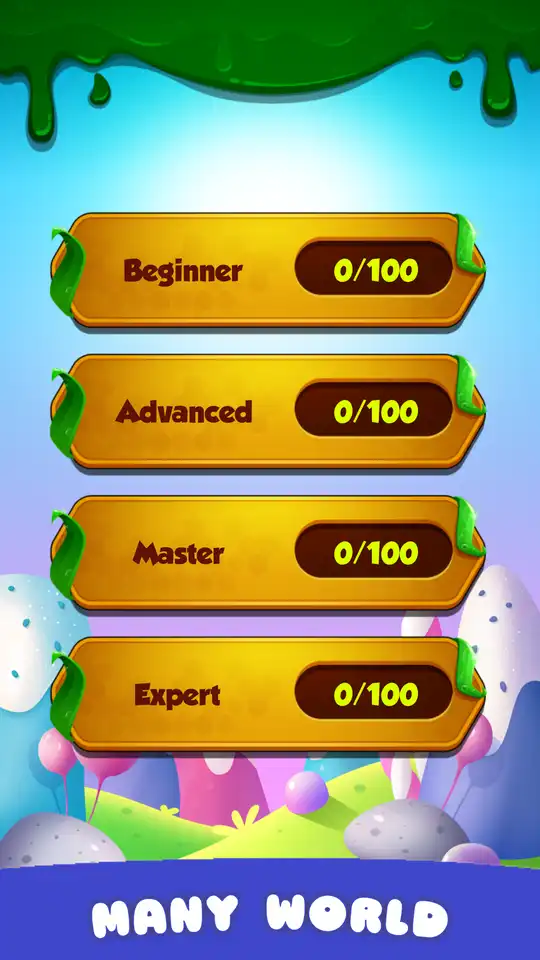 Beginner 0/100
Advanced 0/100
Master 0/100
Expert 0/100
MANY WORLD